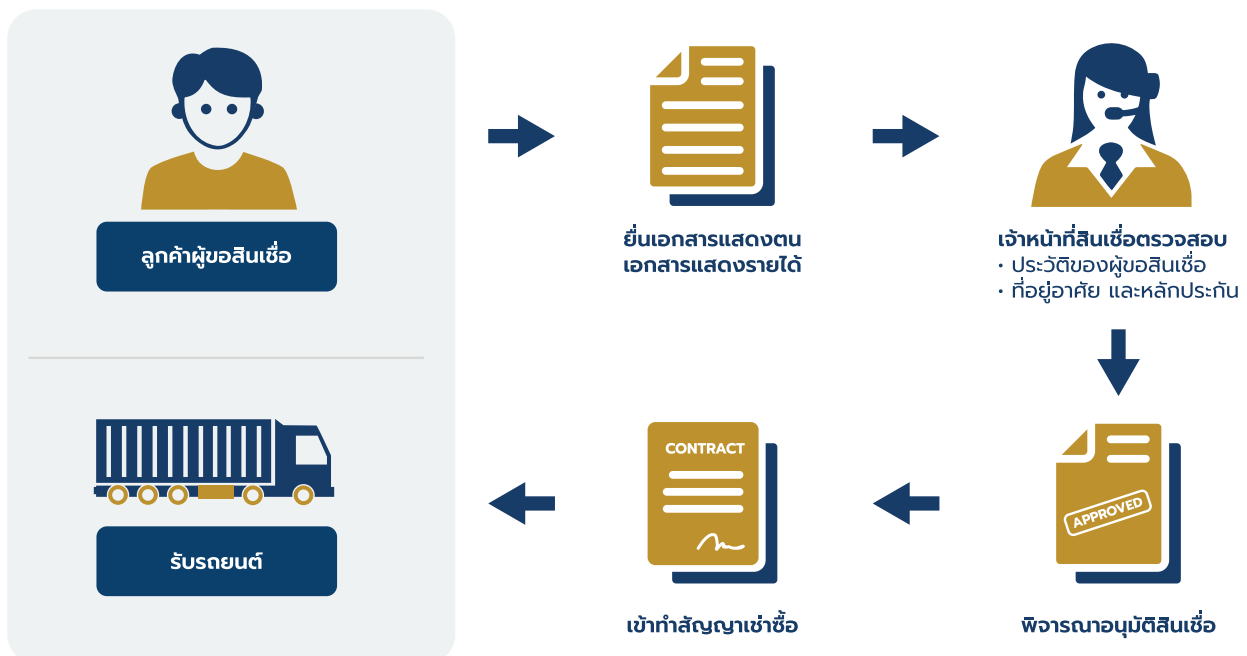 ลูกค้าผู้ขอสินเชื่อ
ยื่นเอกสารแสดงตน
เอกสารแสดงรายได้
เจ้าหน้าที่สินเชื่อตรวจสอบ
• ประวัติของผู้ขอสินเชื่อ
• ที่อยู่อาศัย และหลักประกัน
APPROVED
พิจารณาอนุมัติสินเชื่อ
CONTRACT
เข้าทำสัญญาเช่าซื้อ
รับรถยนต์